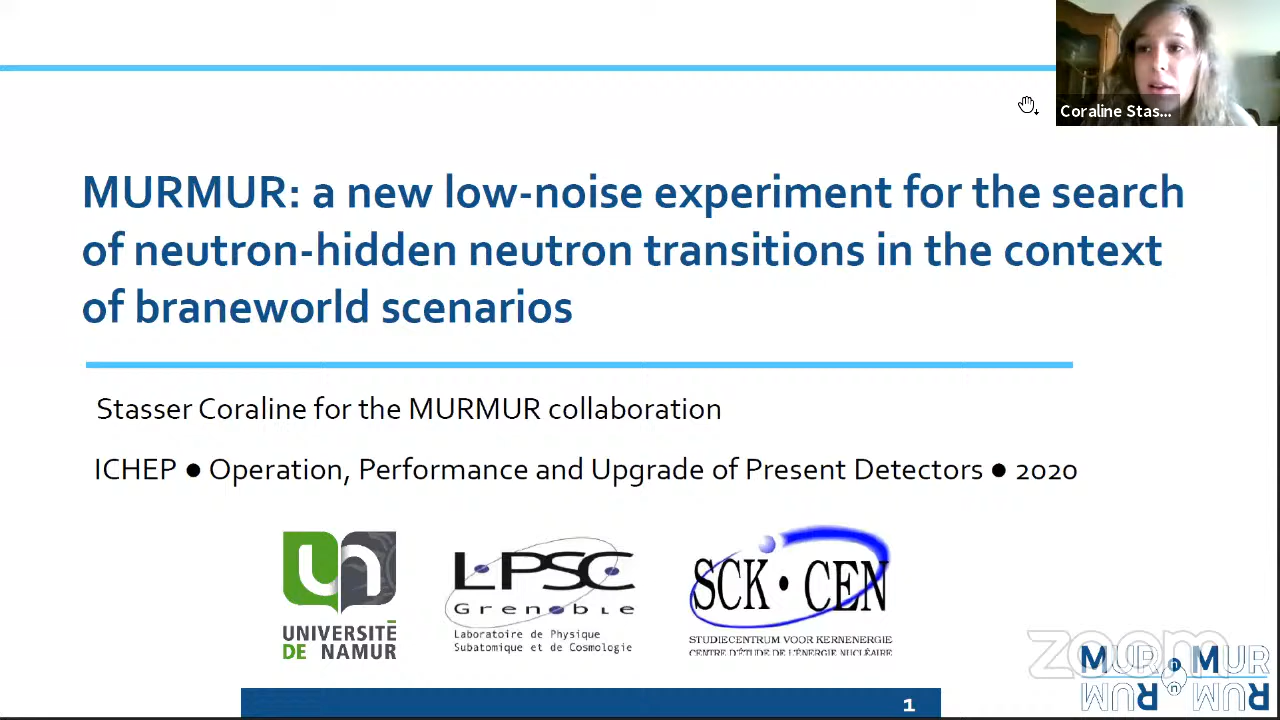 Coraline Stas...
MURMUR: a new low-noise experiment for the search
of neutron-hidden neutron transitions in the context
of braneworld scenarios
Stasser Coraline for the MURMUR collaboration
ICHEP ● Operation, Performance and Upgrade of Present Detectors ● 2020
un
UNIVERSITÉ
DE NAMUR
LPSC
Grenoble
Laboratoire de Physique
Subatomique et de Cosmologie
SCK • CEN
STUDIECENTRUM VOOR KERNENERGIE
CENTRE D'ÉTUDE DE L'ÉNERGIE NUCLÉAIRE
zoom
MURMUR
1